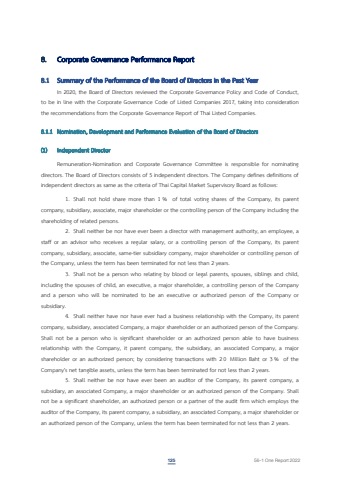 8. Corporate Governance Performance Report
8.1 Summary of the Performance of the Board of Directors in the Past Year
In 2020, the Board of Directors reviewed the Corporate Governance Policy and Code of Conduct,
to be in line with the Corporate Governance Code of Listed Companies 2017, taking into consideration
the recommendations from the Corporate Governance Report of Thai Listed Companies.
8.1.1 Nomination, Development and Performance Evaluation of the Board of Directors
(1) Independent Director
Remuneration-Nomination and Corporate Governance Committee is responsible for nominating
directors. The Board of Directors consists of 5 independent directors. The Company defines definitions of
independent directors as same as the criteria of Thai Capital Market Supervisory Board as follows:
1. Shall not hold share more than 1 % of total voting shares of the Company, its parent
company, subsidiary, associate, major shareholder or the controlling person of the Company including the
shareholding of related persons.
2. Shall neither be nor have ever been a director with management authority, an employee, a
staff or an advisor who receives a regular salary, or a controlling person of the Company, its parent
company, subsidiary, associate, same-tier subsidiary company, major shareholder or controlling person of
the Company, unless the term has been terminated for not less than 2 years.
3. Shall not be a person who relating by blood or legal parents, spouses, siblings and child,
including the spouses of child, an executive, a major shareholder, a controlling person of the Company
and a person who will be nominated to be an executive or authorized person of the Company or
subsidiary.
4. Shall neither have nor have ever had a business relationship with the Company, its parent
company, subsidiary, associated Company, a major shareholder or an authorized person of the Company.
Shall not be a person who is significant shareholder or an authorized person able to have business
relationship with the Company, it parent company, the subsidiary, an associated Company, a major
shareholder or an authorized person; by considering transactions with 20 Million Baht or 3 % of the
Company's net tangible assets, unless the term has been terminated for not less than 2 years.
5. Shall neither be nor have ever been an auditor of the Company, its parent company, a
subsidiary, an associated Company, a major shareholder or an authorized person of the Company. Shall
not be a significant shareholder, an authorized person or a partner of the audit firm which employs the
auditor of the Company, its parent company, a subsidiary, an associated Company, a major shareholder or
an authorized person of the Company, unless the term has been terminated for not less than 2 years.
125
56-1 One Report 2020